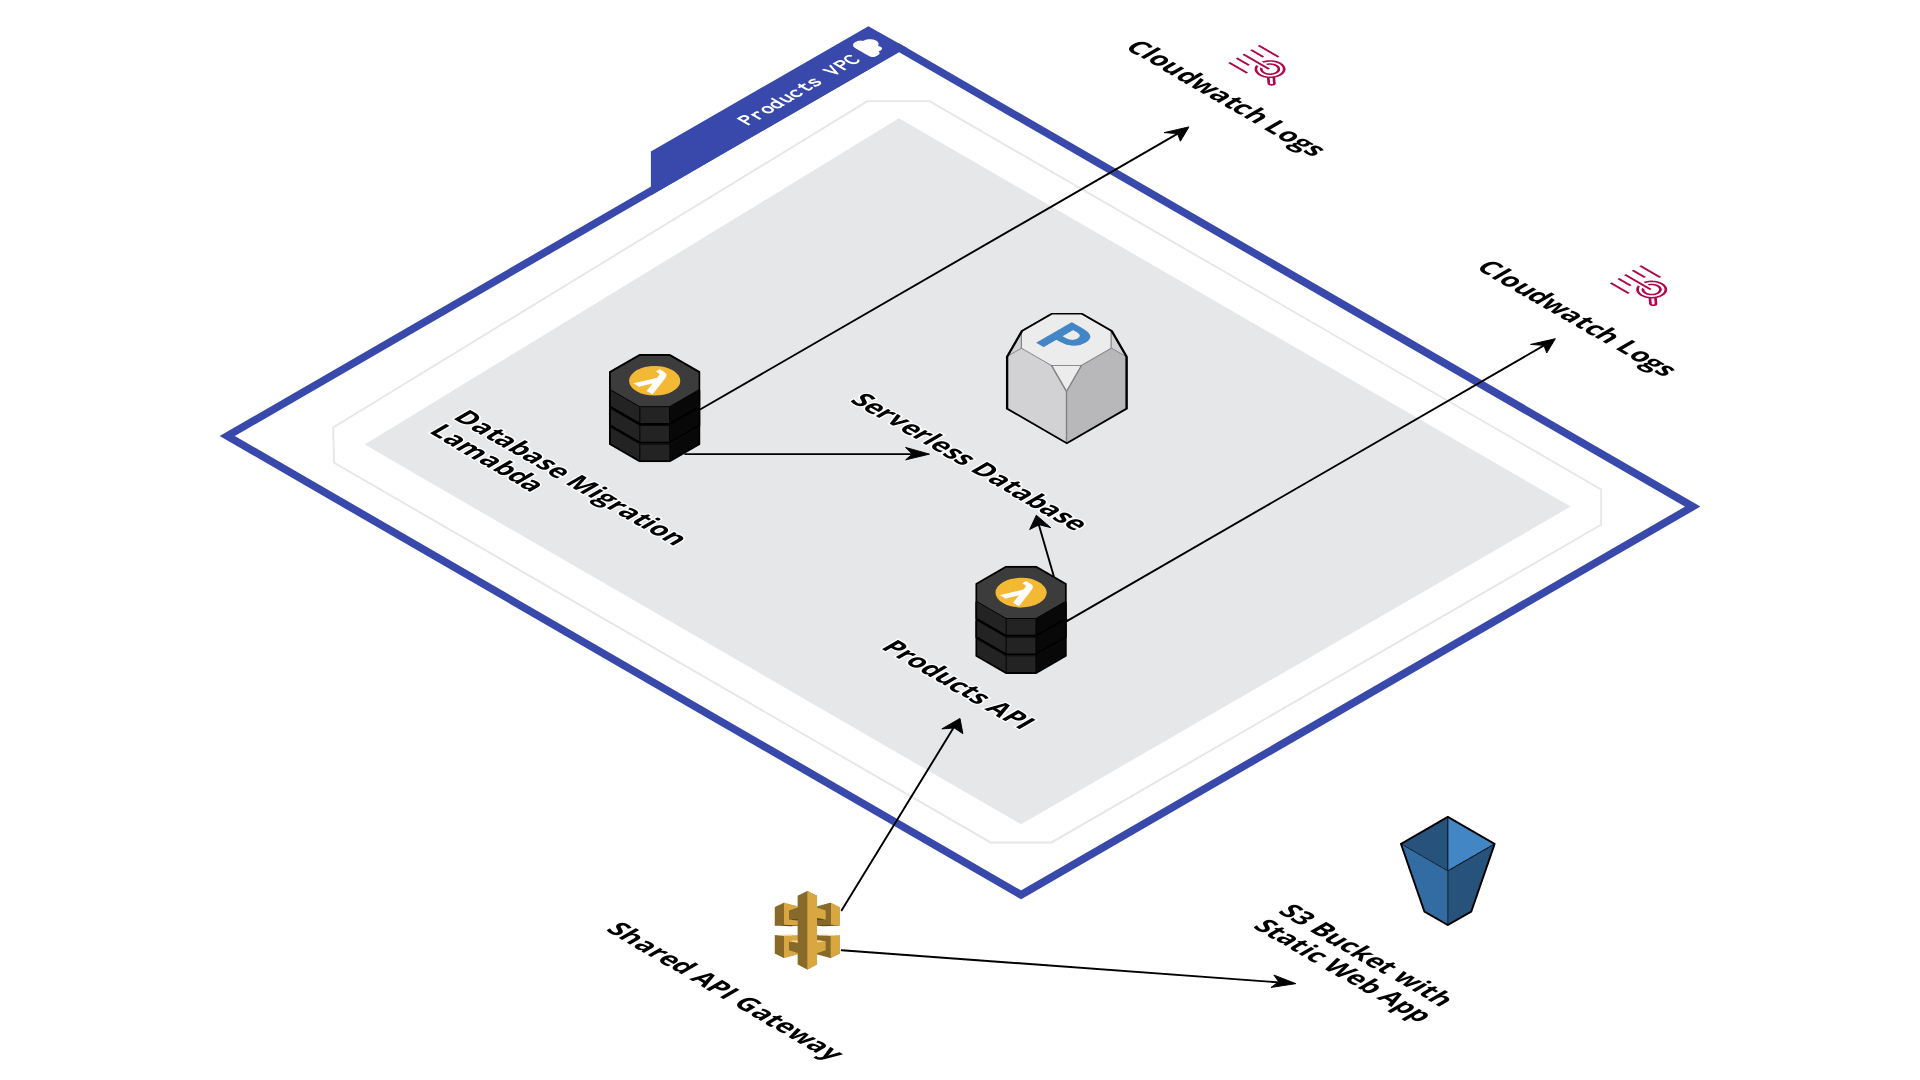 Products VPC
Cloudwatch Logs
Cloudwatch Logs
P
Serverless Database
Database Migration
Lamabda
Products API
Shared API Gateway
S3 Bucket with
Static Web App